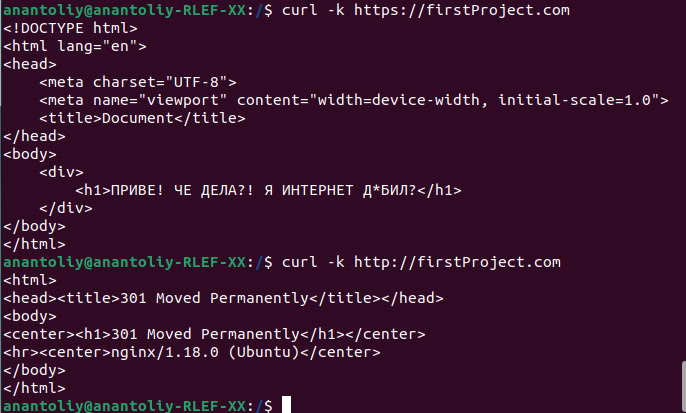 anantoliy@anantoliy-RLEF-XX:/$ curl -k https://firstProject.com
<!DOCTYPE html>
<html lang="en">
<head>
    <meta charset="UTF-8">
    <meta name="viewport" content="width=device-width, initial-scale=1.0">
    <title>Document</title>
</head>
<body>
    <div>
        <h1>ПРИВЕ! ЧЕ ДЕЛА?! Я ИНТЕРНЕТ Д*БИЛ?</h1>
    </div>
</body>
</html>
anantoliy@anantoliy-RLEF-XX:/$ curl -k http://firstProject.com
<html>
<head><title>301 Moved Permanently</title></head>
<body>
<center><h1>301 Moved Permanently</h1></center>
<hr><center>nginx/1.18.0 (Ubuntu)</center>
</body>
</html>
anantoliy@anantoliy-RLEF-XX:/$